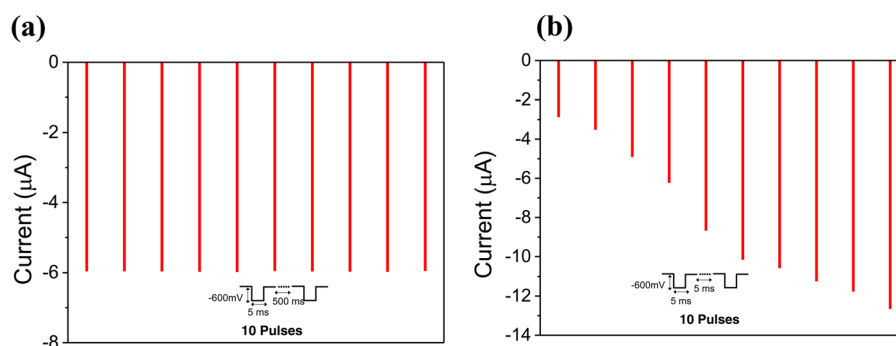 (a)
0
-2
-4
-6
-8
Current (μA)
-600mV
5 ms
500 ms
10 Pulses
(b)
0
-2
-4
-6
-8
-10
-12
-14
Current (μA)
-600mV
5 ms
5 ms
10 Pulses